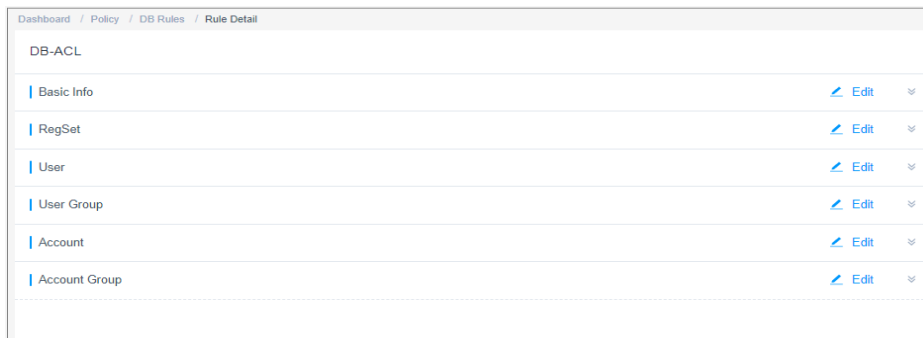 Dashboard / Policy / DB Rules / Rule Detail
DB-ACL
Basic Info Edit
RegSet Edit
User Edit
User Group Edit
Account Edit
Account Group Edit